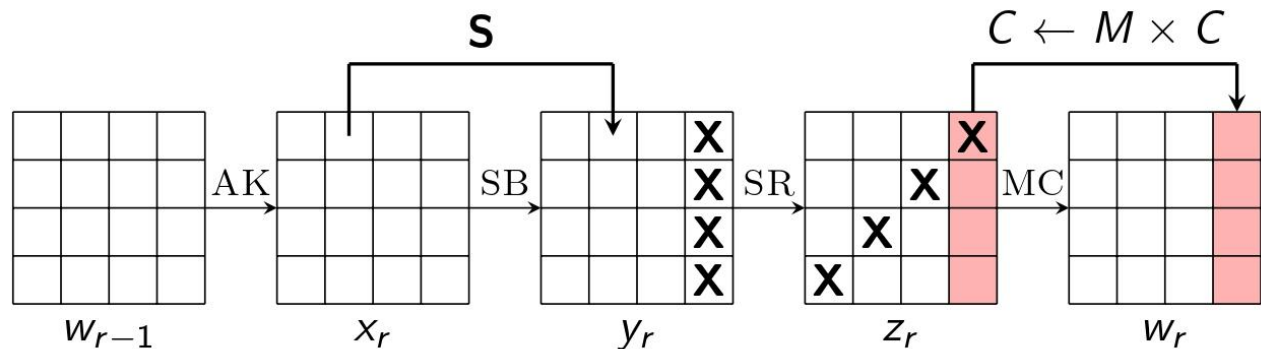 S
C ← M × C
X X
X X
AK SB SR MC
X X
X X
w_{r−1} x_r y_r z_r w_r